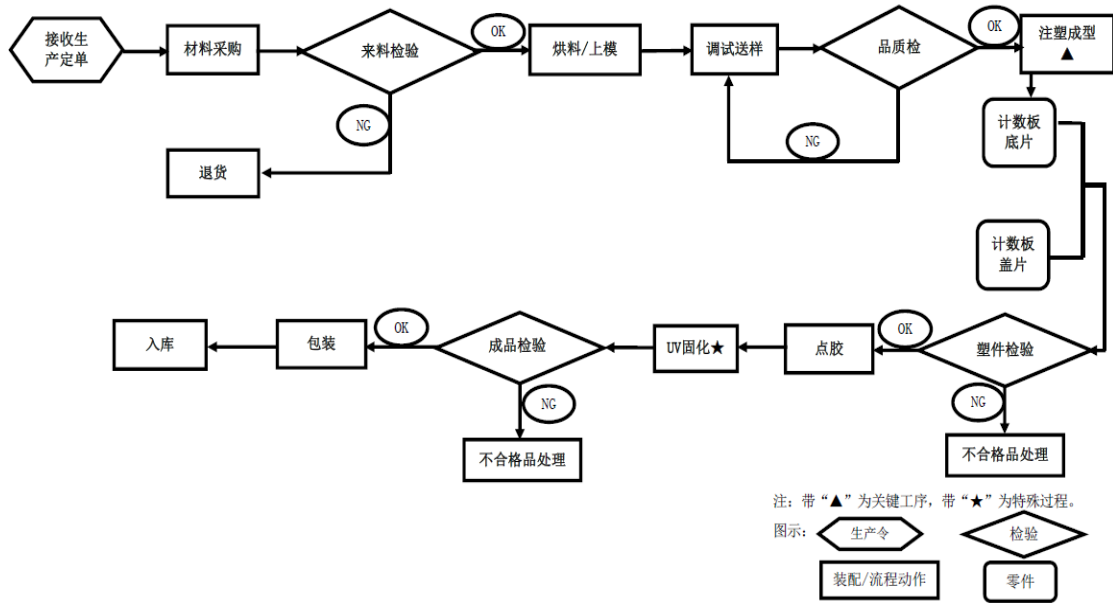 接收生
产定单
材料采购
来料检验
OK
烘料/上模
调试送样
品质检
OK
注塑成型
▲
NG
NG
退货
计数板
底片
计数板
盖片
入库
包装
OK
成品检验
UV固化★
点胶
OK
塑件检验
NG
NG
不合格品处理
不合格品处理
注：带“▲”为关键工序，带“★”为特殊过程。
图示：
生产令
检验
装配/流程动作
零件